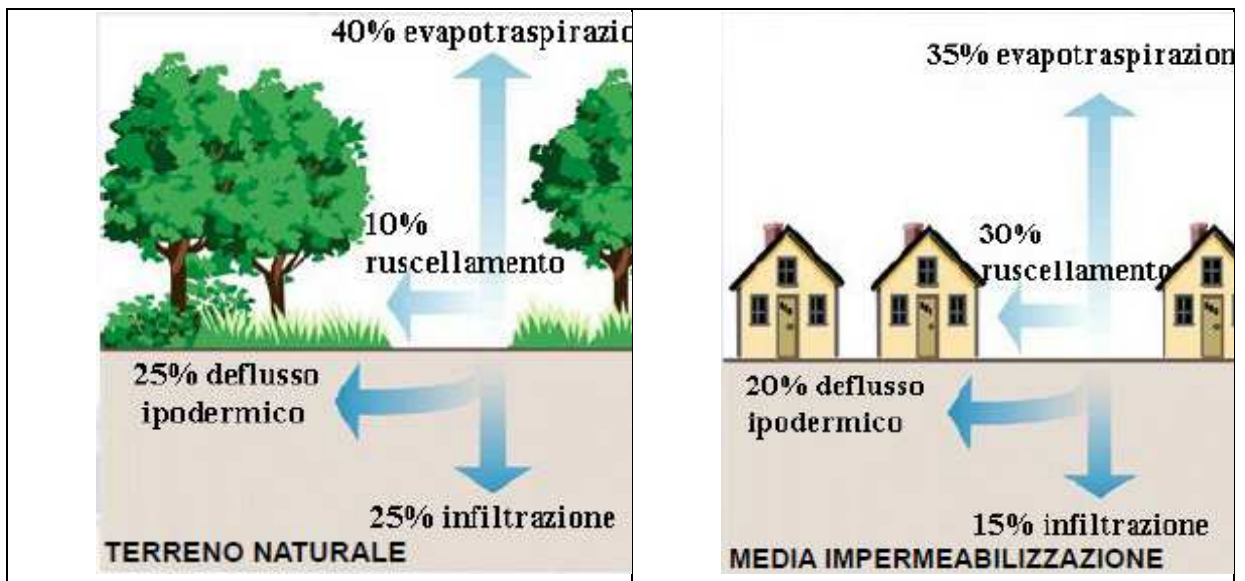 40% evapotraspirazio
10%
ruscellamento
25% deflusso
ipodermico
25% infiltrazione
TERRENO NATURALE
35% evapotraspirazion
30%
ruscellamento
20% deflusso
ipodermico
15% infiltrazione
MEDIA IMPERMEABILIZZAZIONE